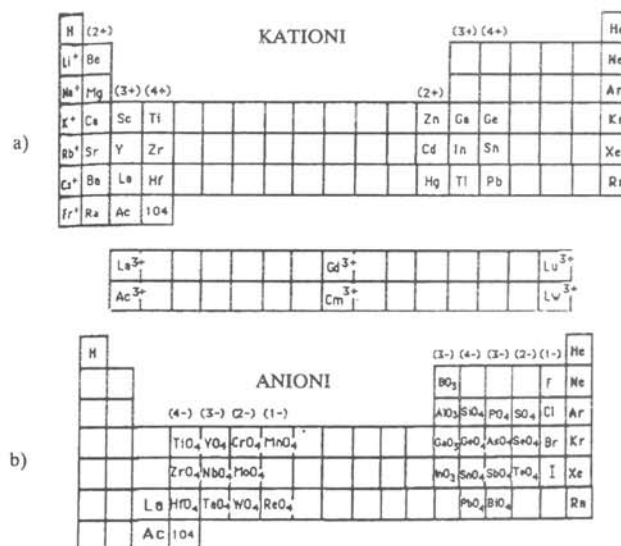 H (2+) KATIONI (3+) (4+) He
Li⁺ Be Ne
Na⁺ Mg (3+) (4+) (2+) Ar
a) K⁺ Ca Sc Ti Zn Ga Ge Kr
Rb⁺ Sr Y Zr Cd In Sn Xe
Cs⁺ Ba La Hf Hg Tl Pb Rn
Fr⁺ Ra Ac 104
La³⁺ Gd³⁺ Lu³⁺
Ac³⁺ Cm³⁺ Lw³⁺
H ANIONI (3-) (4-) (3-) (2-) (1-) He
BO₃ F Ne
(4-) (3-) (2-) (1-) AlO₃ SiO₄ PO₄ SO₄ Cl Ar
b) TiO₄ VO₄ CrO₄ MnO₄ GaO₃ GeO₄ AsO₄ SeO₄ Br Kr
ZrO₄ NbO₄ MoO₄ InO₃ SnO₄ SbO₄ TeO₄ I Xe
La HfO₄ TaO₄ WO₄ ReO₄ PbO₄ BiO₄ Rn
Ac 104